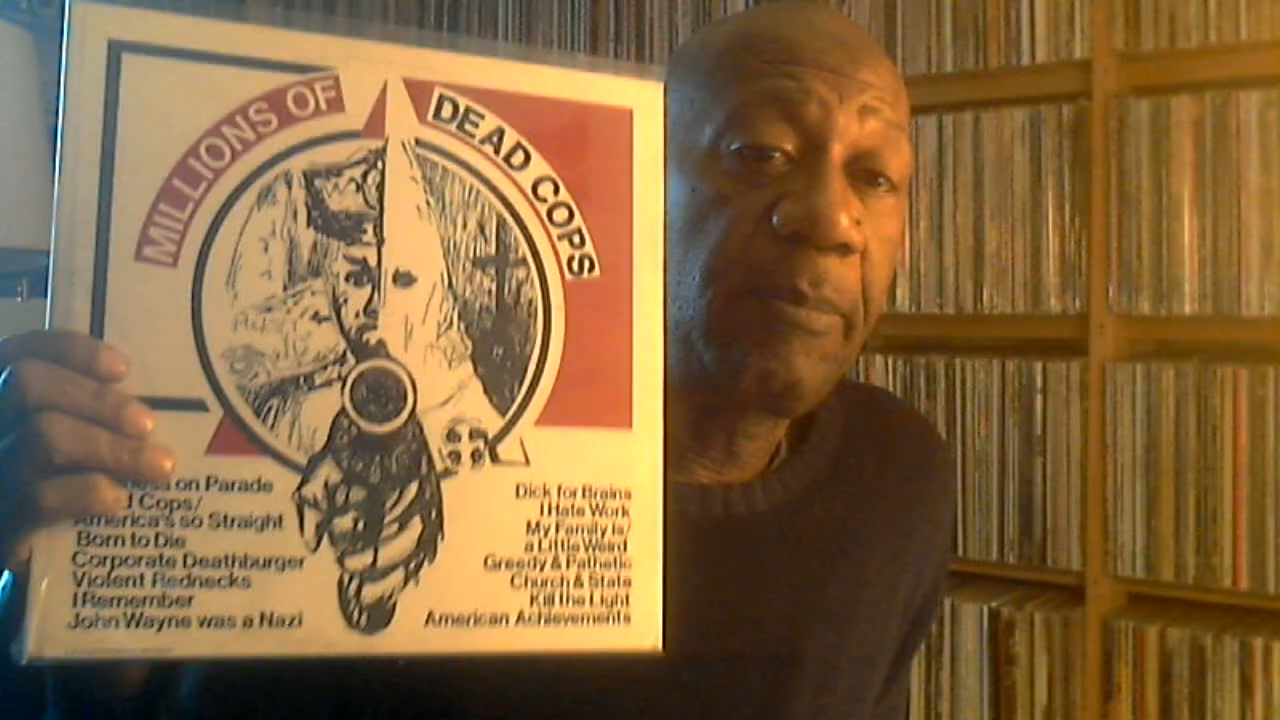 MILLIONS OF
DEAD COPS
on Parade
Cops/
America's so Straight
Born to Die
Corporate Deathburger
Violent Rednecks
I Remember
John Wayne was a Nazi
Dick for Brains
I Hate Work
My Family Is/
a Little Weird
Greedy & Pathetic
Church & State
Kill the Light
American Achievements